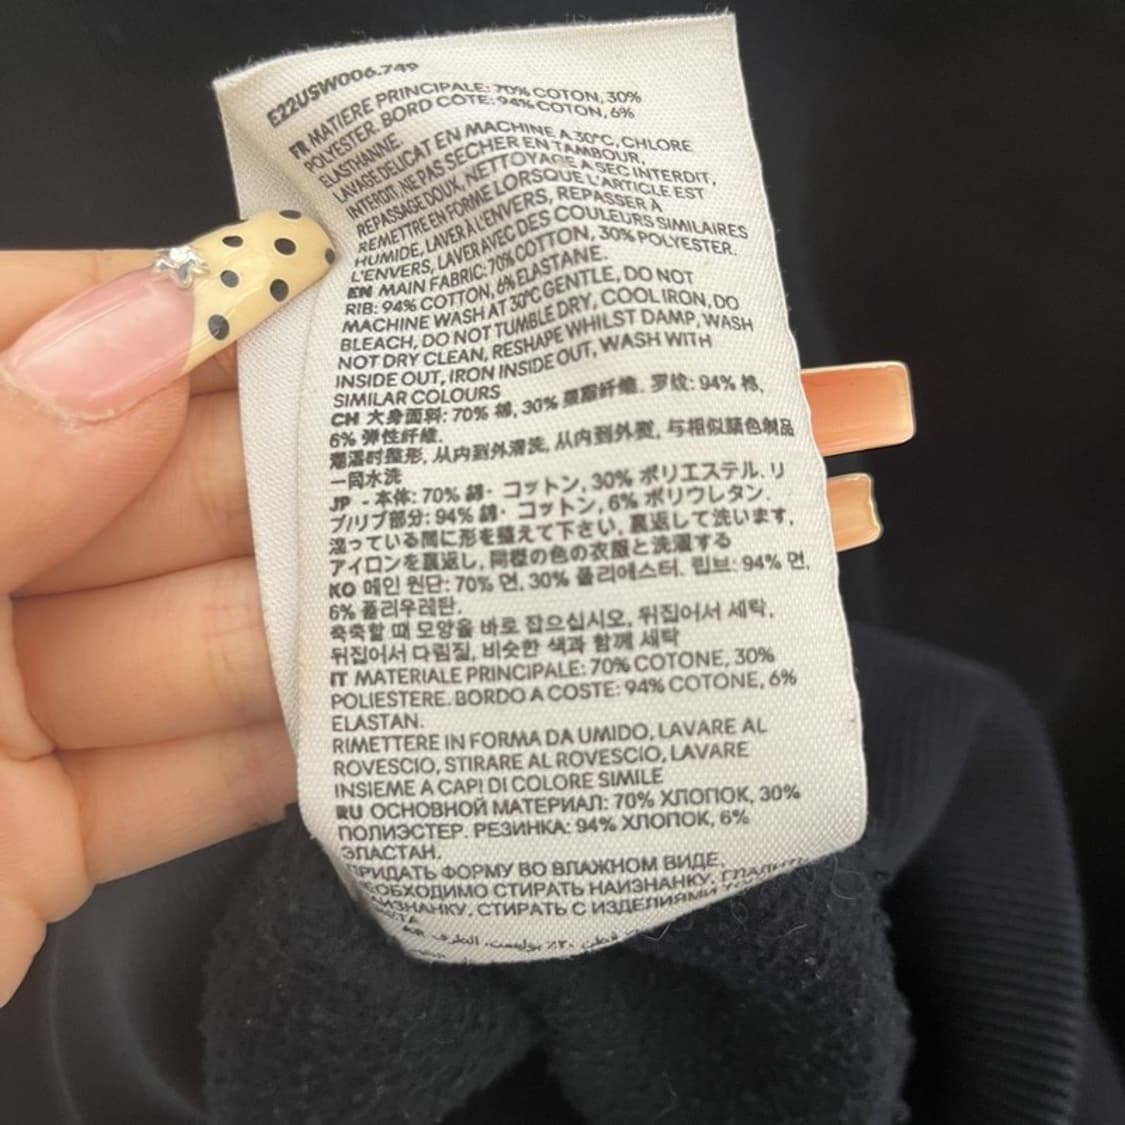 E22USW006.749
FR MATIERE PRINCIPALE: 70% COTON, 30%
POLYESTER. BORD COTE: 94% COTON, 6%
ELASTHANNE.
LAVAGE DELICAT EN MACHINE A 30°C, CHLORE
INTERDIT, NE PAS SECHER EN TAMBOUR,
REPASSAGE DOUX, NETTOYAGE A SEC INTERDIT,
REMETTRE EN FORME LORSQUE L'ARTICLE EST
HUMIDE, LAVER A L'ENVERS, REPASSER À
L'ENVERS, LAVER AVEC DES COULEURS SIMILAIRES
EN MAIN FABRIC: 70% COTTON, 30% POLYESTER.
RIB: 94% COTTON, 6% ELASTANE.
MACHINE WASH AT 30°C GENTLE, DO NOT
BLEACH, DO NOT TUMBLE DRY, COOL IRON, DO
NOT DRY CLEAN, RESHAPE WHILST DAMP, WASH
INSIDE OUT, IRON INSIDE OUT, WASH WITH
SIMILAR COLOURS
CH 大身面料: 70% 棉, 30% 聚酯纤维. 罗纹: 94% 棉,
6% 弹性纤维.
潮湿时整形, 从内到外清洗, 从内到外熨, 与相似颜色制品
一同水洗
JP - 本体: 70% 綿・コットン, 30% ポリエステル. リ
ブ/リブ部分: 94% 綿・コットン, 6% ポリウレタン.
湿っている間に形を整えて下さい, 裏返して洗います,
アイロンを裏返し, 同様の色の衣服と洗濯する
KO 메인 원단: 70% 면, 30% 폴리에스터. 립브: 94% 면,
6% 폴리우레탄.
축축할 때 모양을 바로 잡으십시오, 뒤집어서 세탁,
뒤집어서 다림질, 비슷한 색과 함께 세탁
IT MATERIALE PRINCIPALE: 70% COTONE, 30%
POLIESTERE. BORDO A COSTE: 94% COTONE, 6%
ELASTAN.
RIMETTERE IN FORMA DA UMIDO, LAVARE AL
ROVESCIO, STIRARE AL ROVESCIO, LAVARE
INSIEME A CAPI DI COLORE SIMILE
RU ОСНОВНОЙ МАТЕРИАЛ: 70% ХЛОПОК, 30%
ПОЛИЭСТЕР. РЕЗИНКА: 94% ХЛОПОК, 6%
ЭЛАСТАН.
ПРИДАТЬ ФОРМУ ВО ВЛАЖНОМ ВИДЕ.
НЕОБХОДИМО СТИРАТЬ НАИЗНАНКУ. ГЛАДИТЬ
НАИЗНАНКУ. СТИРАТЬ С ИЗДЕЛИЯМИ
ЦВЕТА